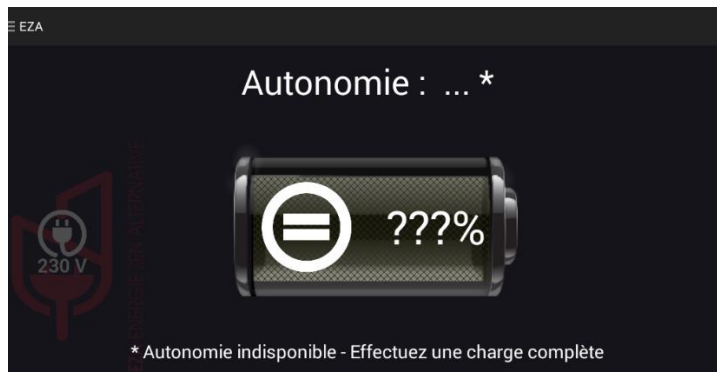 EZA
Autonomie : ... *
???%
230 V
* Autonomie indisponible - Effectuez une charge complète